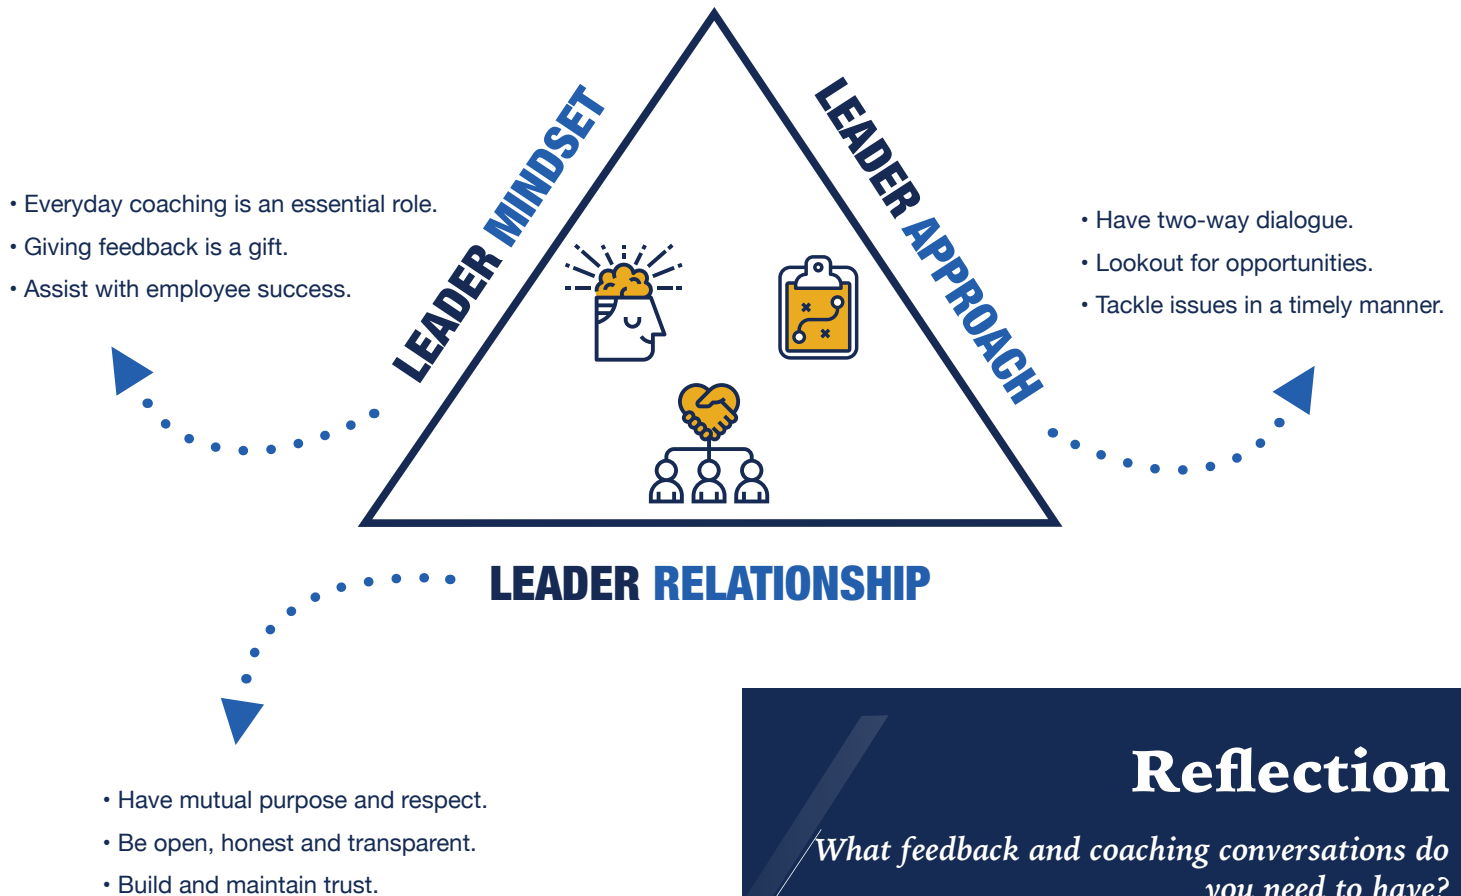 LEADER MINDSET
• Everyday coaching is an essential role.
• Giving feedback is a gift.
• Assist with employee success.
LEADER APPROACH
• Have two-way dialogue.
• Lookout for opportunities.
• Tackle issues in a timely manner.
LEADER RELATIONSHIP
• Have mutual purpose and respect.
• Be open, honest and transparent.
• Build and maintain trust.
Reflection
What feedback and coaching conversations do
you need to have?